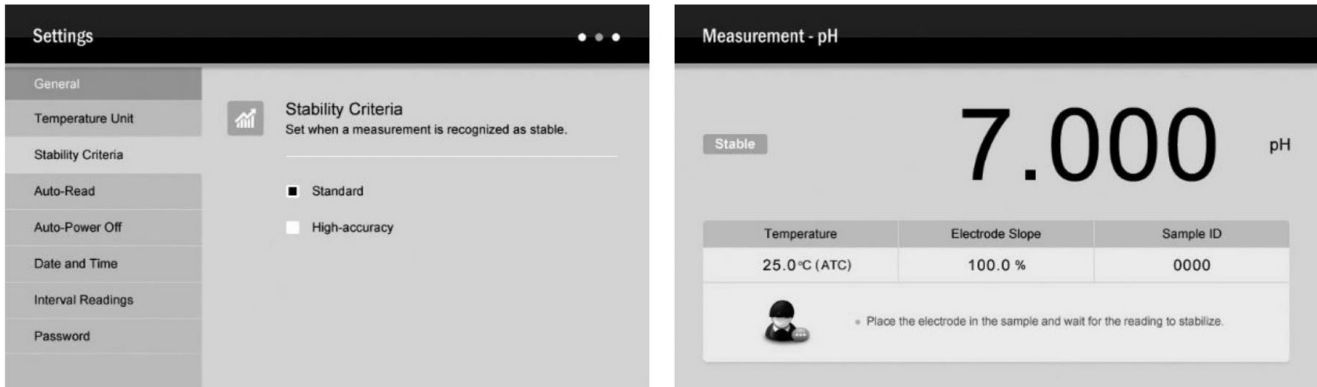 Settings
General
Temperature Unit
Stability Criteria
Auto-Read
Auto-Power Off
Date and Time
Interval Readings
Password
Stability Criteria
Set when a measurement is recognized as stable.
Standard
High-accuracy
Measurement - pH
Stable
7.000 pH
Temperature Electrode Slope Sample ID
25.0°C (ATC) 100.0 % 0000
Place the electrode in the sample and wait for the reading to stabilize.